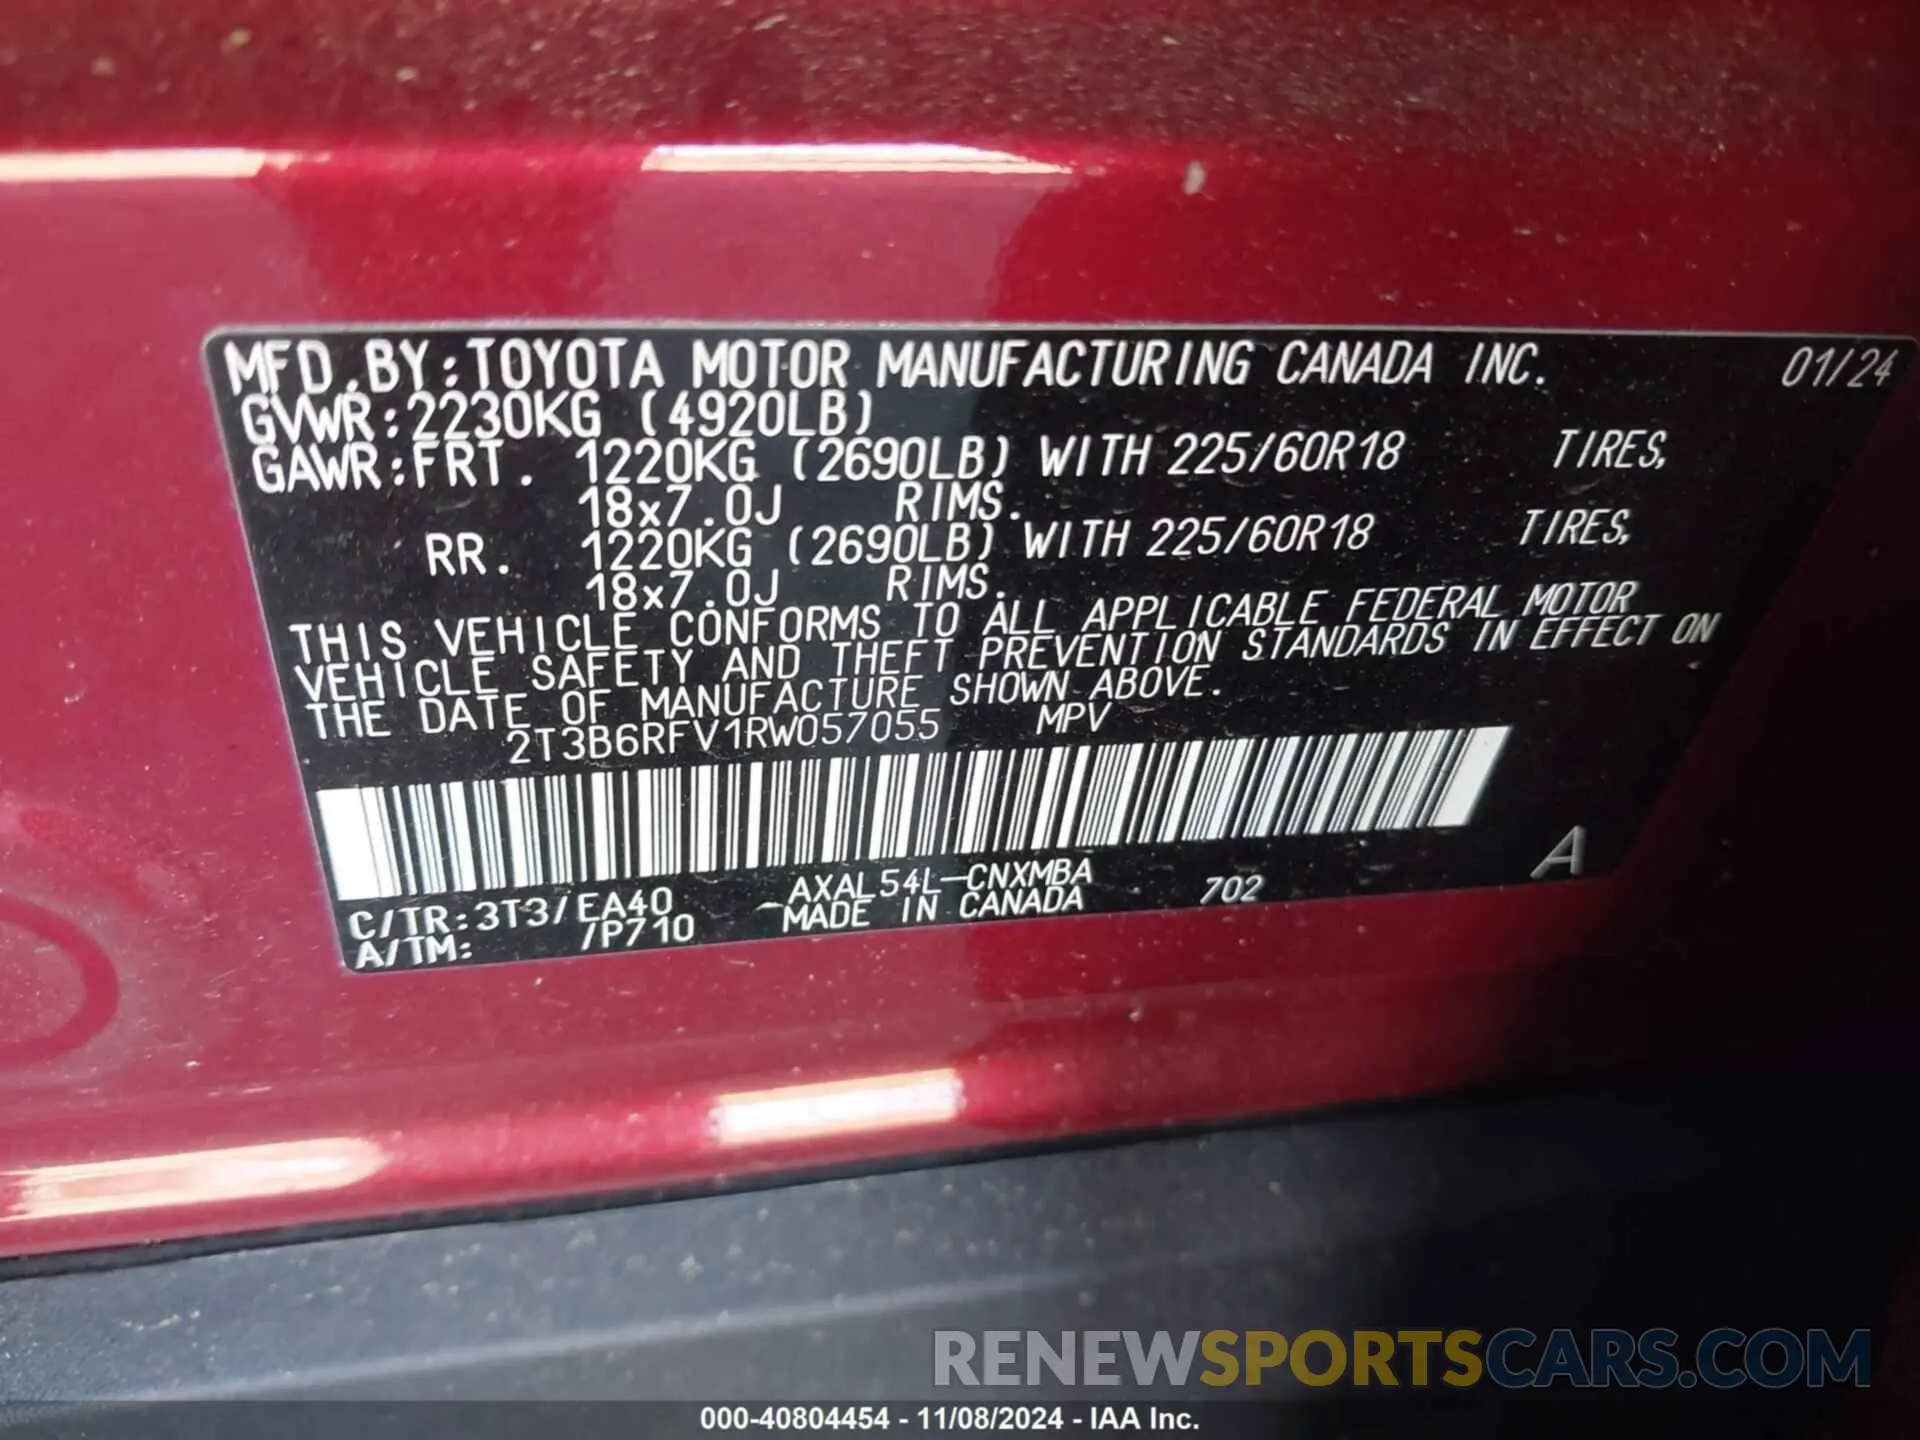 MFD.BY:TOYOTA MOTOR MANUFACTURING CANADA INC. 01/24
GVWR:2230KG (4920LB)
GAWR:FRT. 1220KG (2690LB) WITH 225/60R18 TIRES,
18x7.0J RIMS.
RR. 1220KG (2690LB) WITH 225/60R18 TIRES,
18x7.0J RIMS.
THIS VEHICLE CONFORMS TO ALL APPLICABLE FEDERAL MOTOR
VEHICLE SAFETY AND THEFT PREVENTION STANDARDS IN EFFECT ON
THE DATE OF MANUFACTURE SHOWN ABOVE.
2T3B6RFV1RW057055 MPV
C/TR:3T3/EA40 AXAL54L-CNXMBA 702 A
A/TM: /P710 MADE IN CANADA
RENEWSPORTSCARS.COM
000-40804454 - 11/08/2024 - IAA Inc.